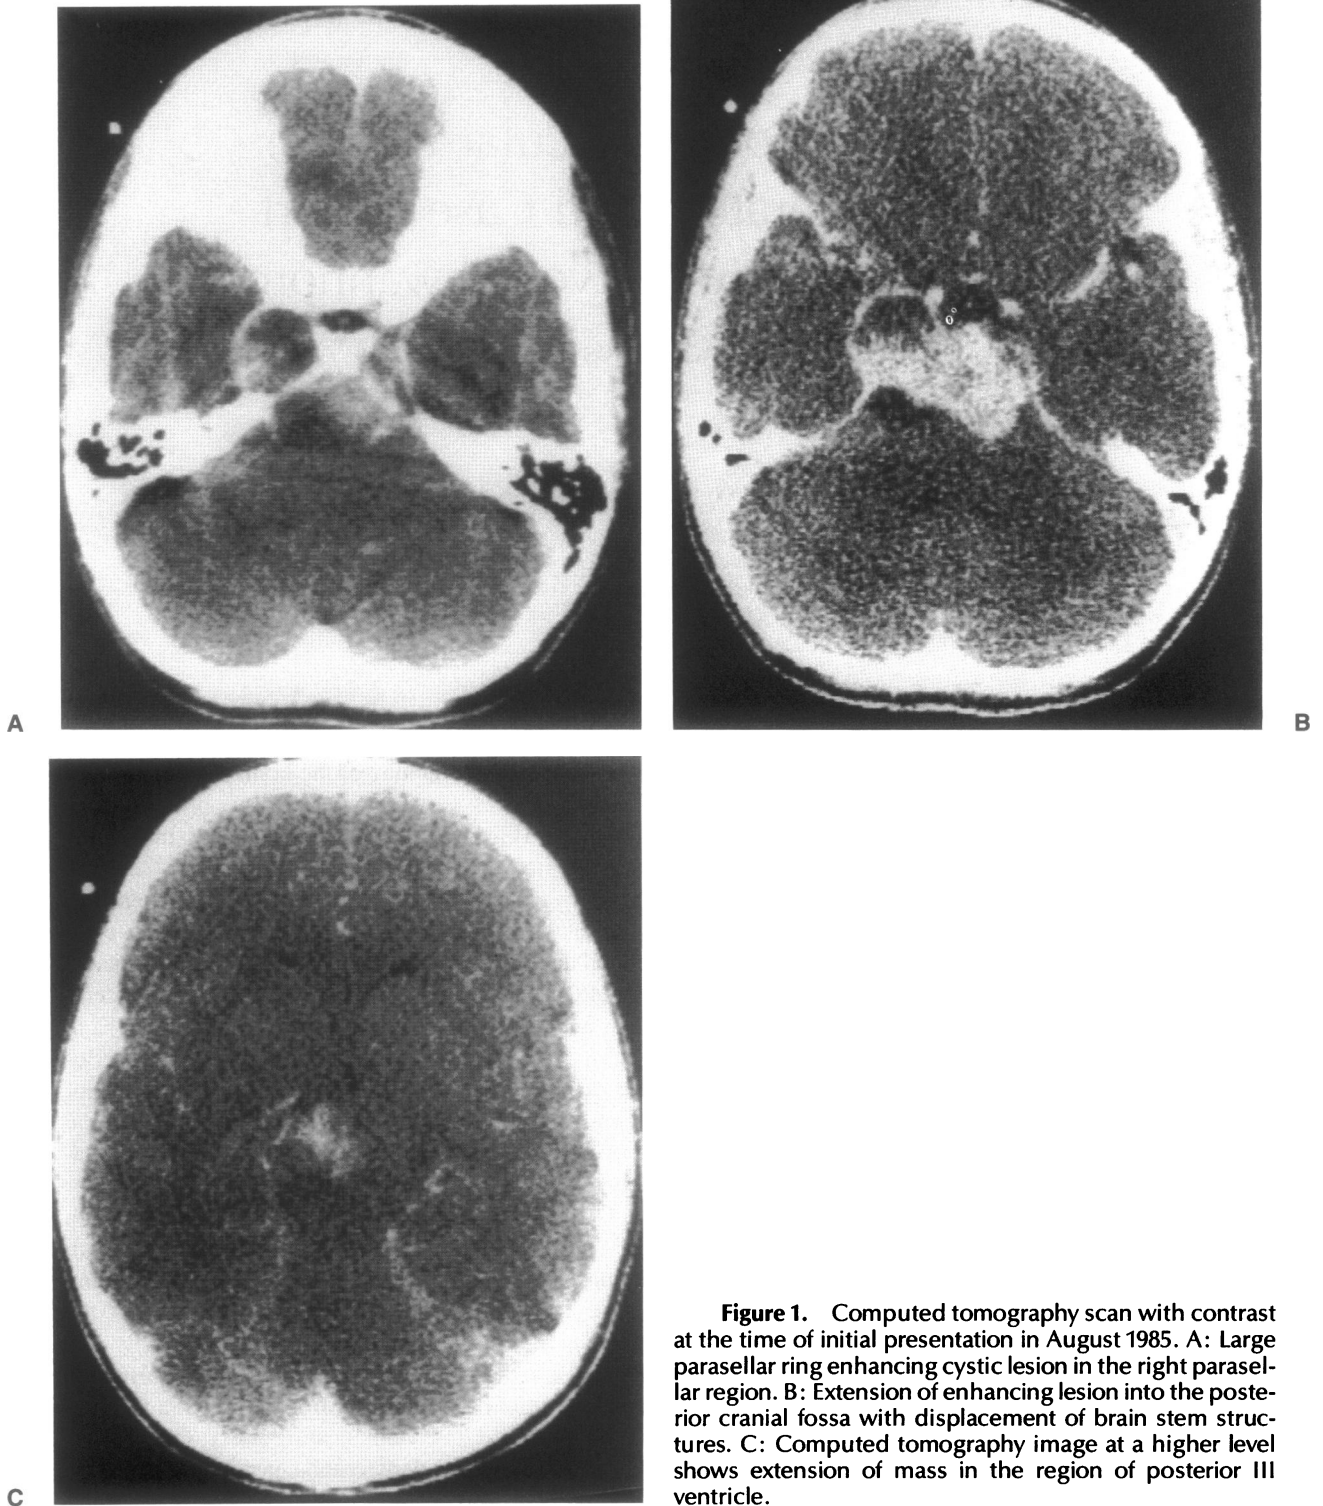 A
B
C
Figure 1. Computed tomography scan with contrast
at the time of initial presentation in August 1985. A: Large
parasellar ring enhancing cystic lesion in the right parasel-
lar region. B: Extension of enhancing lesion into the poste-
rior cranial fossa with displacement of brain stem struc-
tures. C: Computed tomography image at a higher level
shows extension of mass in the region of posterior III
ventricle.